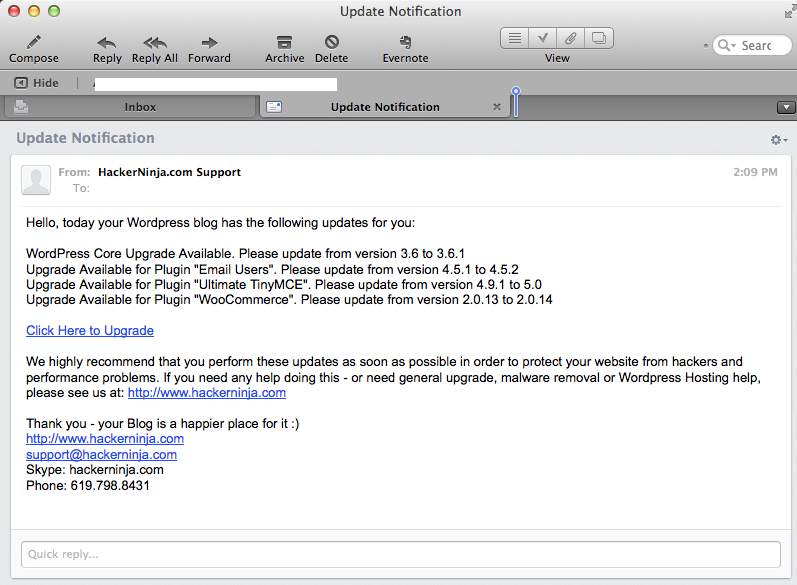 Update Notification
Compose
Reply
Reply All
Forward
Archive
Delete
Evernote
View
Searc
Hide
Inbox
Update Notification
Update Notification
From: HackerNinja.com Support
2:09 PM
To:
Hello, today your Wordpress blog has the following updates for you:
WordPress Core Upgrade Available. Please update from version 3.6 to 3.6.1
Upgrade Available for Plugin "Email Users". Please update from version 4.5.1 to 4.5.2
Upgrade Available for Plugin "Ultimate TinyMCE". Please update from version 4.9.1 to 5.0
Upgrade Available for Plugin "WooCommerce". Please update from version 2.0.13 to 2.0.14
Click Here to Upgrade
We highly recommend that you perform these updates as soon as possible in order to protect your website from hackers and
performance problems. If you need any help doing this - or need general upgrade, malware removal or Wordpress Hosting help,
please see us at: http://www.hackerninja.com
Thank you - your Blog is a happier place for it :)
http://www.hackerninja.com
support@hackerninja.com
Skype: hackerninja.com
Phone: 619.798.8431
Quick reply...